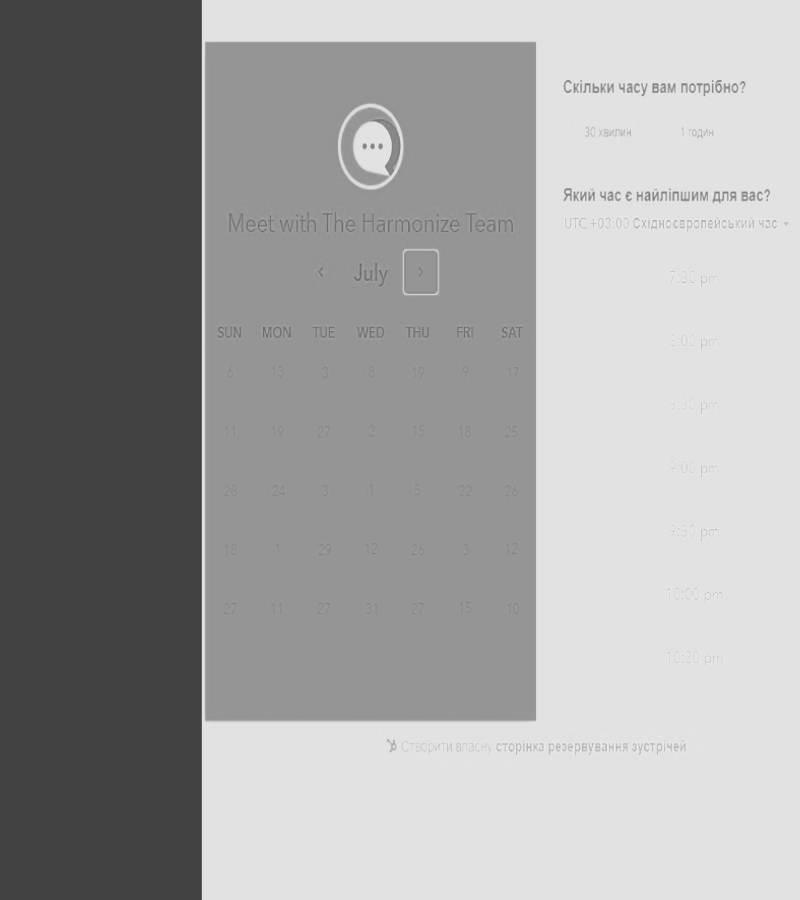 Meet with The Harmonize Team
July
SUN MON TUE WED THU FRI SAT
6 13 3 8 19 9 17
11 19 27 2 15 18 25
28 24 3 1 5 22 26
18 1 29 12 26 3 12
27 11 27 31 27 15 10
Скільки часу вам потрібно?
30 хвилин 1 годин
Який час є найліпшим для вас?
UTC +03:00 Східноєвропейський час
7:30 pm
8:00 pm
8:30 pm
9:00 pm
9:30 pm
10:00 pm
10:30 pm
Створити власну сторінка резервування зустрічей